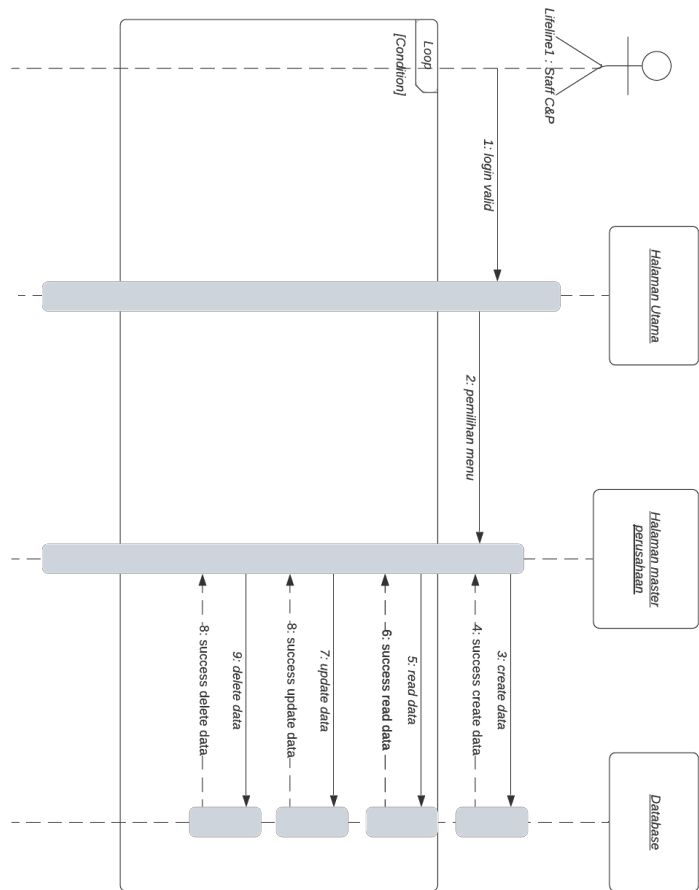 Lifeline1 : Staff C&P
Halaman Utama
Halaman master
perusahaan
Database
1: login valid
2: pemilihan menu
3: create data
4: success create data
Loop
[Condition]
5: read data
6: success read data
7: update data
8: success update data
9: delete data
8: success delete data